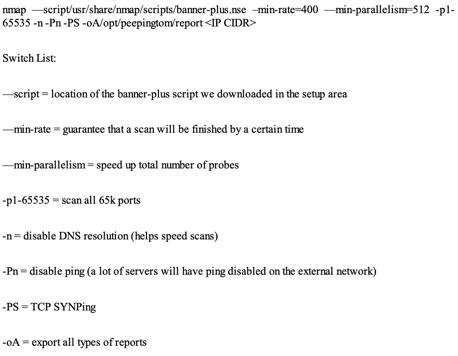 nmap —script/usr/share/nmap/scripts/banner-plus.nse –min-rate=400 —min-parallelism=512 -p1-
65535 -n -Pn -PS -oA/opt/peepingtom/report <IP CIDR>
Switch List:
—script = location of the banner-plus script we downloaded in the setup area
—min-rate = guarantee that a scan will be finished by a certain time
—min-parallelism = speed up total number of probes
-p1-65535 = scan all 65k ports
-n = disable DNS resolution (helps speed scans)
-Pn = disable ping (a lot of servers will have ping disabled on the external network)
-PS = TCP SYNPing
-oA = export all types of reports